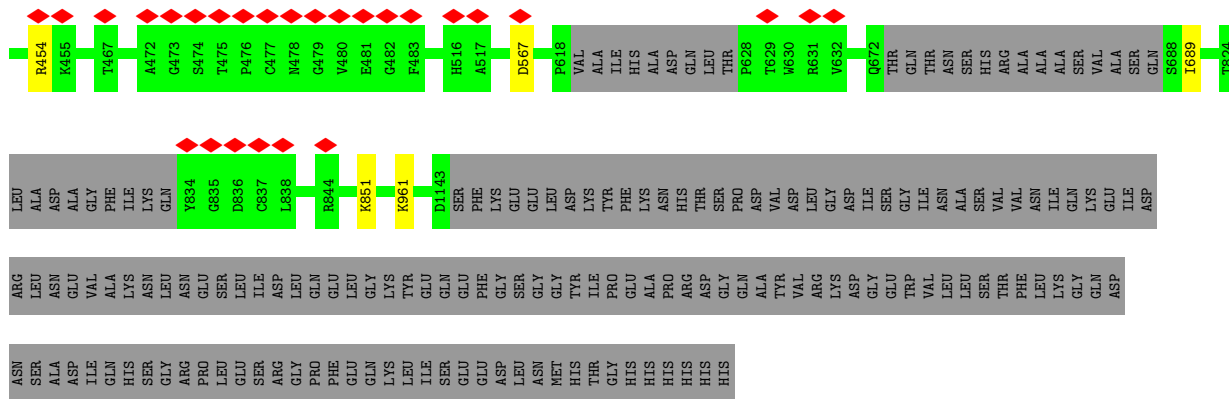 R454 K455 T467 A472 G473 S474 T475 P476 C477 N478 G479 V480 E481 G482 F483 H516 A517 D567 P618 VAL ALA ILE HIS ALA ASP GLN LEU THR P628 T629 W630 R631 V632 Q672 THR GLN THR ASN SER HIS ARG ALA ALA ALA SER VAL ALA SER GLN S688 I689 T824
LEU ALA ASP ALA GLY PHE ILE LYS GLN Y834 G835 D836 C837 L838 R844 K851 K961 D1143 SER PHE LYS GLU GLU LEU ASP LYS TYR PHE LYS ASN HIS THR SER PRO ASP VAL ASP LEU GLY ASP ILE SER GLY ILE ASN ALA SER VAL VAL ASN ILE GLN LYS GLU ILE ASP
ARG LEU ASN GLU VAL ALA LYS ASN LEU ASN GLU SER LEU ILE ASP LEU GLN GLU LEU GLY LYS TYR GLU GLN GLU PHE GLY SER GLY GLY TYR ILE PRO GLU ALA PRO ARG ASP GLY GLN ALA TYR VAL ARG LYS ASP GLY GLU TRP VAL LEU LEU SER THR PHE LEU LYS GLY GLN ASP
ASN SER ALA ASP ILE GLN HIS SER GLY ARG PRO LEU GLU SER ARG GLY PRO PHE GLU GLN LYS LEU ILE SER GLU GLU ASP LEU ASN MET HIS THR GLY HIS HIS HIS HIS HIS HIS